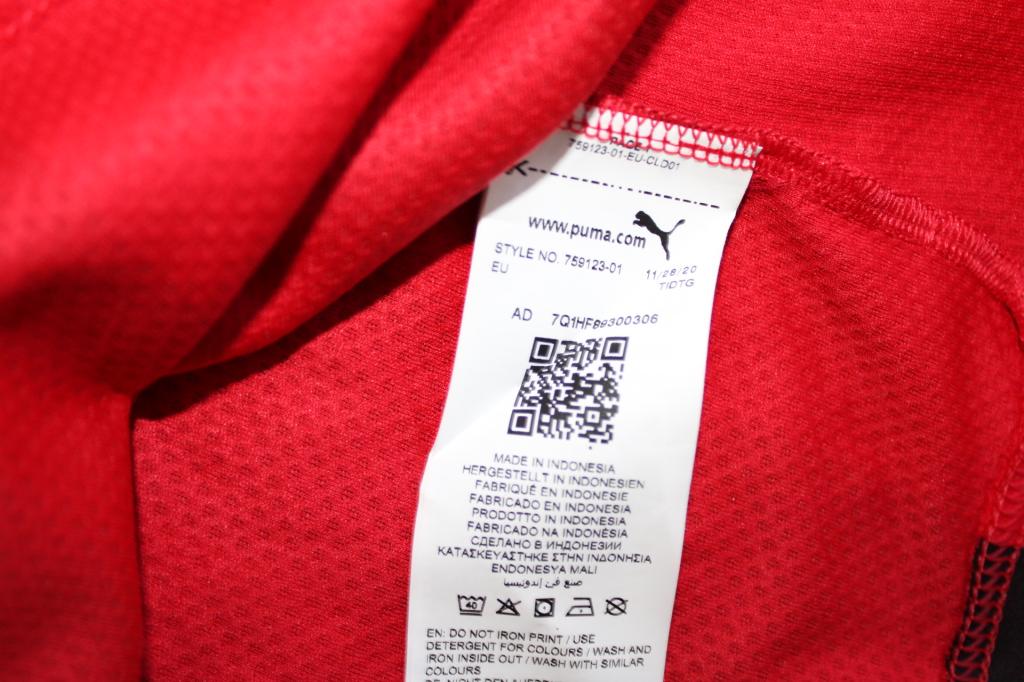 759123-01-EU-CLD01
www.puma.com
STYLE NO. 759123-01
EU
11/28/20
TIDTG
AD 7Q1HF89300306
MADE IN INDONESIA
HERGESTELLT IN INDONESIEN
FABRIQUÉ EN INDONESIE
FABRICADO EN INDONESIA
PRODOTTO IN INDONESIA
FABRICADO NA INDONÉSIA
СДЕЛАНО В ИНДОНЕЗИИ
ΚΑΤΑΣΚΕΥΑΣΤΗΚΕ ΣΤΗΝ ΙΝΔΟΝΗΣΙΑ
ENDONESYA MALI
صنع في إندونيسيا
40
EN: DO NOT IRON PRINT / USE
DETERGENT FOR COLOURS / WASH AND
IRON INSIDE OUT / WASH WITH SIMILAR
COLOURS